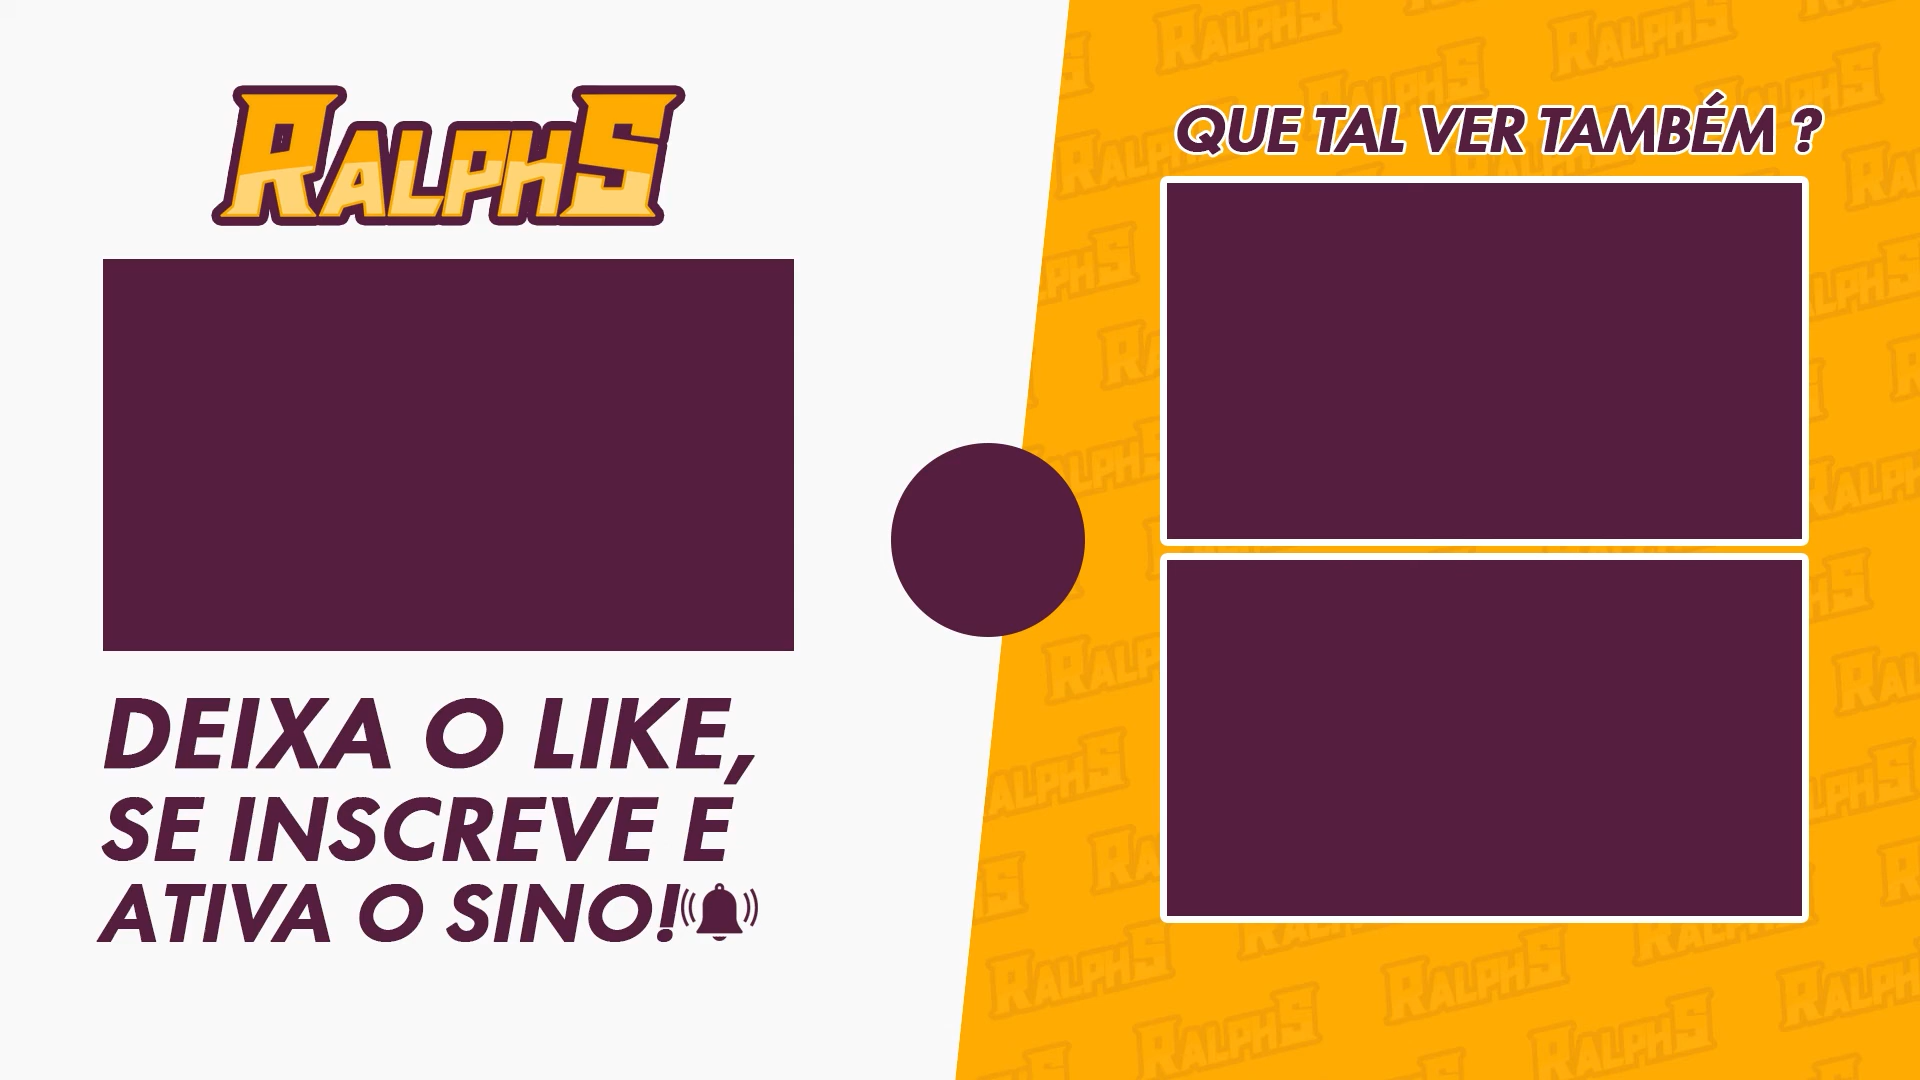 RALPHS
DEIXA O LIKE,
SE INSCREVE E
ATIVA O SINO!
QUE TAL VER TAMBÉM ?